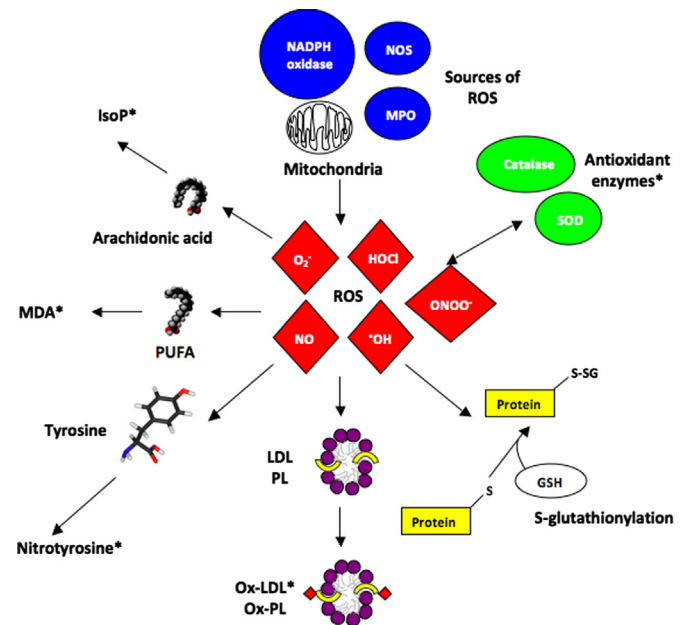 NADPH
oxidase
NOS
Sources of
ROS
MPO
Mitochondria
IsoP*
Arachidonic acid
Catalase
Antioxidant
enzymes*
SOD
O₂⁻
HOCl
ROS
ONOO⁻
NO
•OH
MDA*
PUFA
Tyrosine
Nitrotyrosine*
LDL
PL
Ox-LDL*
Ox-PL
S-SG
Protein
S
GSH
Protein
S-glutathionylation